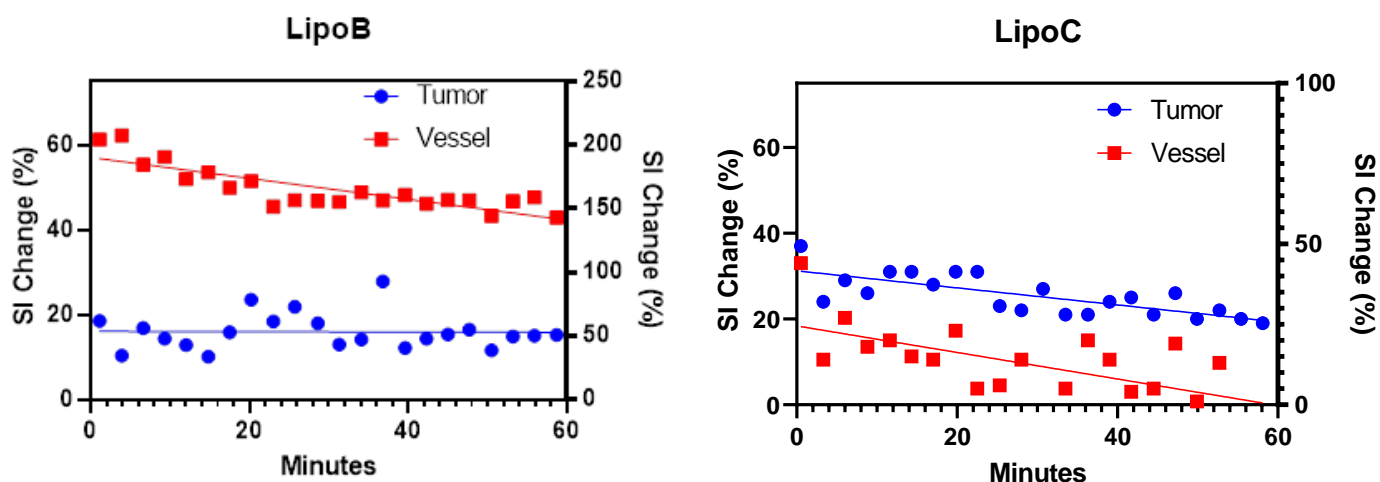 LipoB
SI Change (%)
60
40
20
0
Tumor
Vessel
250
200
150
100
50
0
SI Change (%)
0 20 40 60
Minutes
LipoC
SI Change (%)
60
40
20
0
Tumor
Vessel
100
50
0
SI Change (%)
0 20 40 60
Minutes